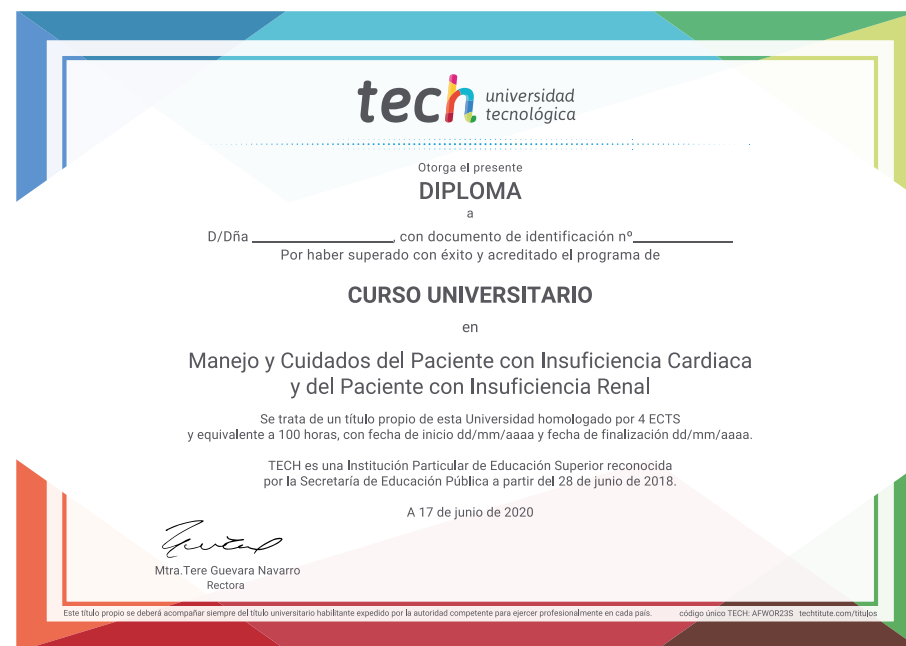 tech universidad
tecnológica
Otorga el presente
DIPLOMA
a
D/Dña ____________________, con documento de identificación nº______________
Por haber superado con éxito y acreditado el programa de
CURSO UNIVERSITARIO
en
Manejo y Cuidados del Paciente con Insuficiencia Cardiaca
y del Paciente con Insuficiencia Renal
Se trata de un título propio de esta Universidad homologado por 4 ECTS
y equivalente a 100 horas, con fecha de inicio dd/mm/aaaa y fecha de finalización dd/mm/aaaa.
TECH es una Institución Particular de Educación Superior reconocida
por la Secretaría de Educación Pública a partir del 28 de junio de 2018.
A 17 de junio de 2020
Mtra.Tere Guevara Navarro
Rectora
Este título propio se deberá acompañar siempre del título universitario habilitante expedido por la autoridad competente para ejercer profesionalmente en cada país. código único TECH: AFWOR23S techtitute.com/titulos